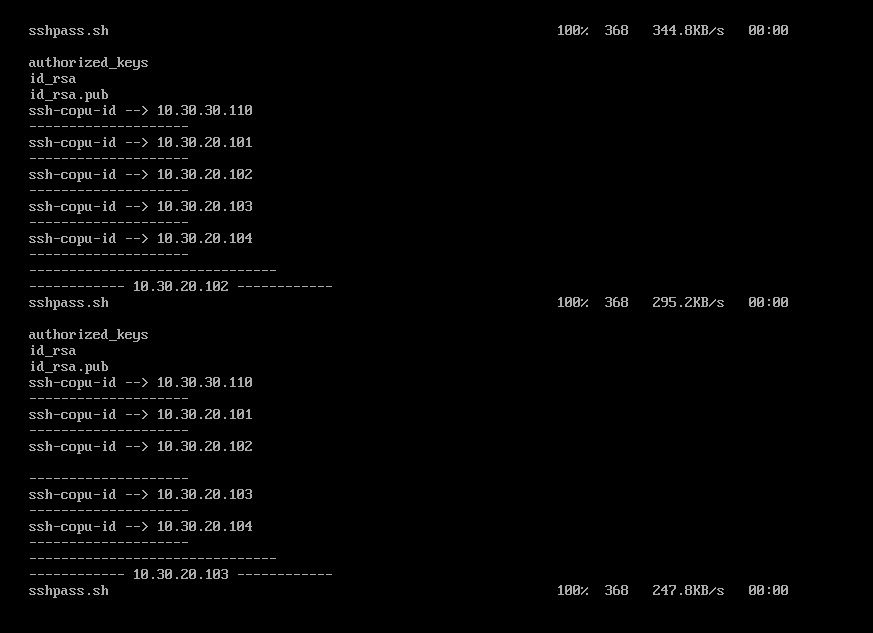 sshpass.sh 100% 368 344.8KB/s 00:00
authorized_keys
id_rsa
id_rsa.pub
ssh-copu-id --> 10.30.30.110
--------------------
ssh-copu-id --> 10.30.20.101
--------------------
ssh-copu-id --> 10.30.20.102
--------------------
ssh-copu-id --> 10.30.20.103
--------------------
ssh-copu-id --> 10.30.20.104
--------------------
-------------------------------
------------ 10.30.20.102 ------------
sshpass.sh 100% 368 295.2KB/s 00:00
authorized_keys
id_rsa
id_rsa.pub
ssh-copu-id --> 10.30.30.110
--------------------
ssh-copu-id --> 10.30.20.101
--------------------
ssh-copu-id --> 10.30.20.102
--------------------
ssh-copu-id --> 10.30.20.103
--------------------
ssh-copu-id --> 10.30.20.104
--------------------
-------------------------------
------------ 10.30.20.103 ------------
sshpass.sh 100% 368 247.8KB/s 00:00